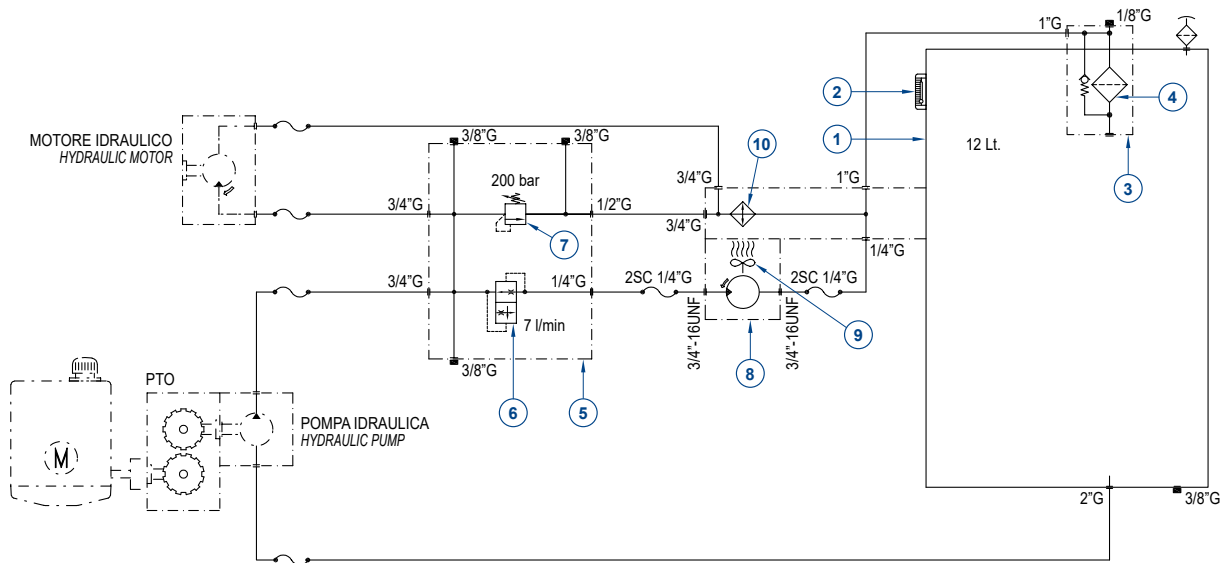 1"G
1/8"G
2
4
1
12 Lt.
3
MOTORE IDRAULICO
HYDRAULIC MOTOR
3/8"G
3/8"G
10
200 bar
3/4"G
1"G
3/4"G
1/2"G
3/4"G
7
1/4"G
3/4"G
1/4"G
2SC 1/4"G
2SC 1/4"G
7 l/min
3/4"-16UNF
3/4"-16UNF
9
3/8"G
6
5
8
PTO
POMPA IDRAULICA
HYDRAULIC PUMP
M
2"G
3/8"G